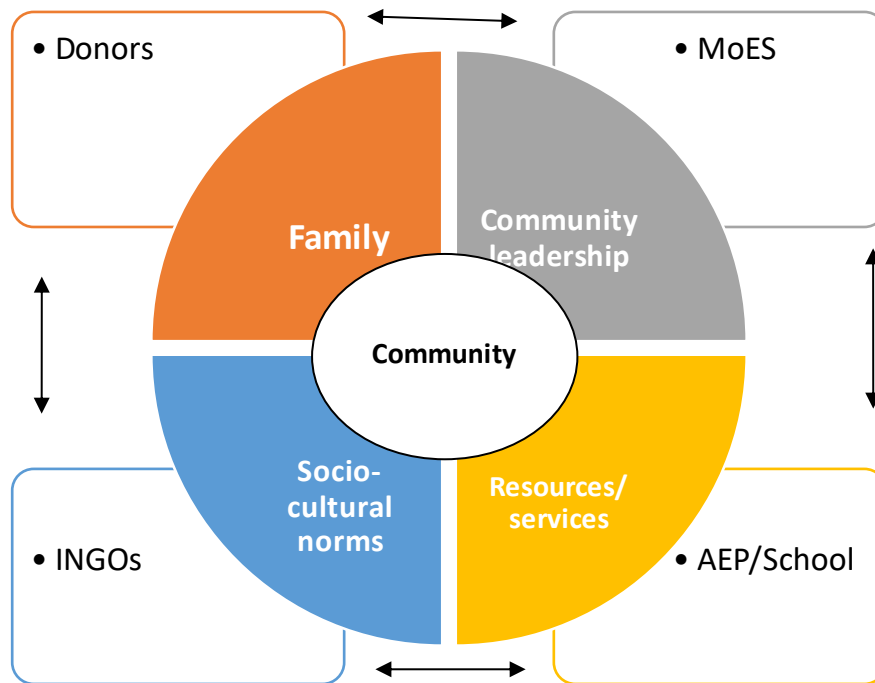 • Donors
• MoES
Family
Community
leadership
Community
Socio-
cultural
norms
Resources/
services
• INGOs
• AEP/School